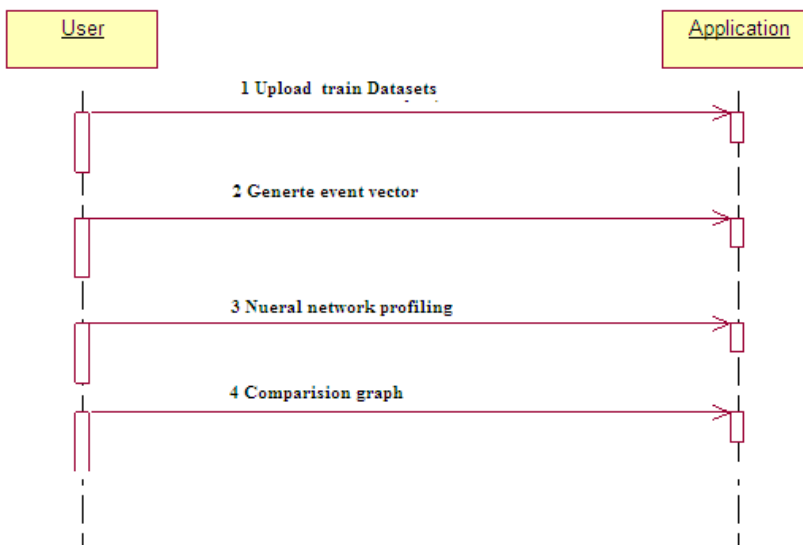 User
Application
1 Upload train Datasets
2 Generte event vector
3 Nueral network profiling
4 Comparision graph